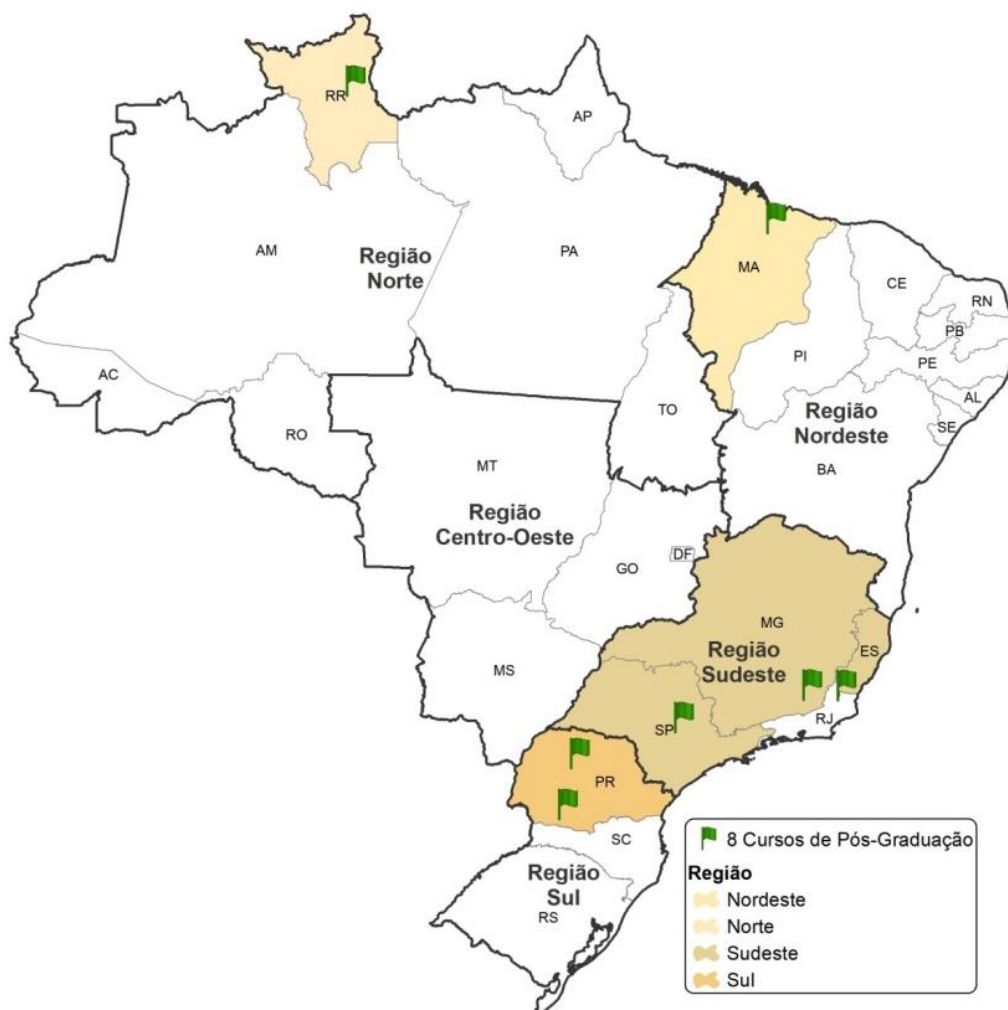 RR
AP
AM
Região
Norte
PA
MA
CE
RN
PB
PI
PE
AC
AL
TO
SE
Região
Nordeste
RO
MT
BA
Região
Centro-Oeste
DF
GO
MG
ES
Região
Sudeste
MS
SP
RJ
PR
SC
Região
Sul
RS
8 Cursos de Pós-Graduação
Região
Nordeste
Norte
Sudeste
Sul